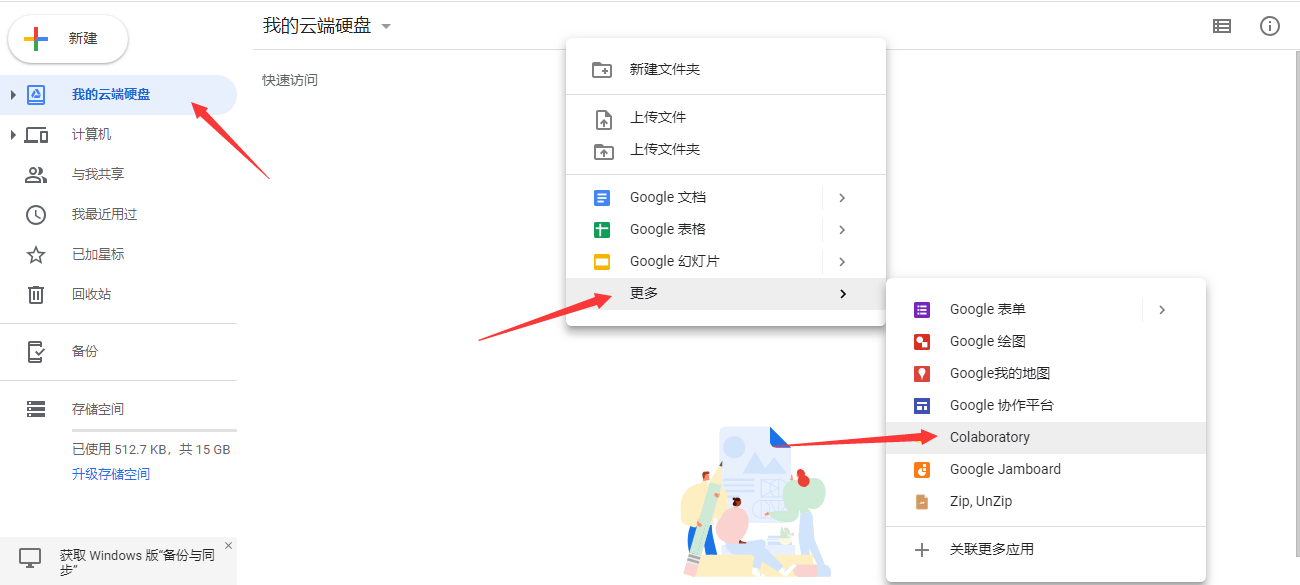 新建
我的云端硬盘
计算机
与我共享
我最近用过
已加星标
回收站
备份
存储空间
已使用 512.7 KB，共 15 GB
升级存储空间
获取 Windows 版“备份与同
步”
我的云端硬盘
快速访问
新建文件夹
上传文件
上传文件夹
Google 文档
Google 表格
Google 幻灯片
更多
Google 表单
Google 绘图
Google我的地图
Google 协作平台
Colaboratory
Google Jamboard
Zip, UnZip
关联更多应用